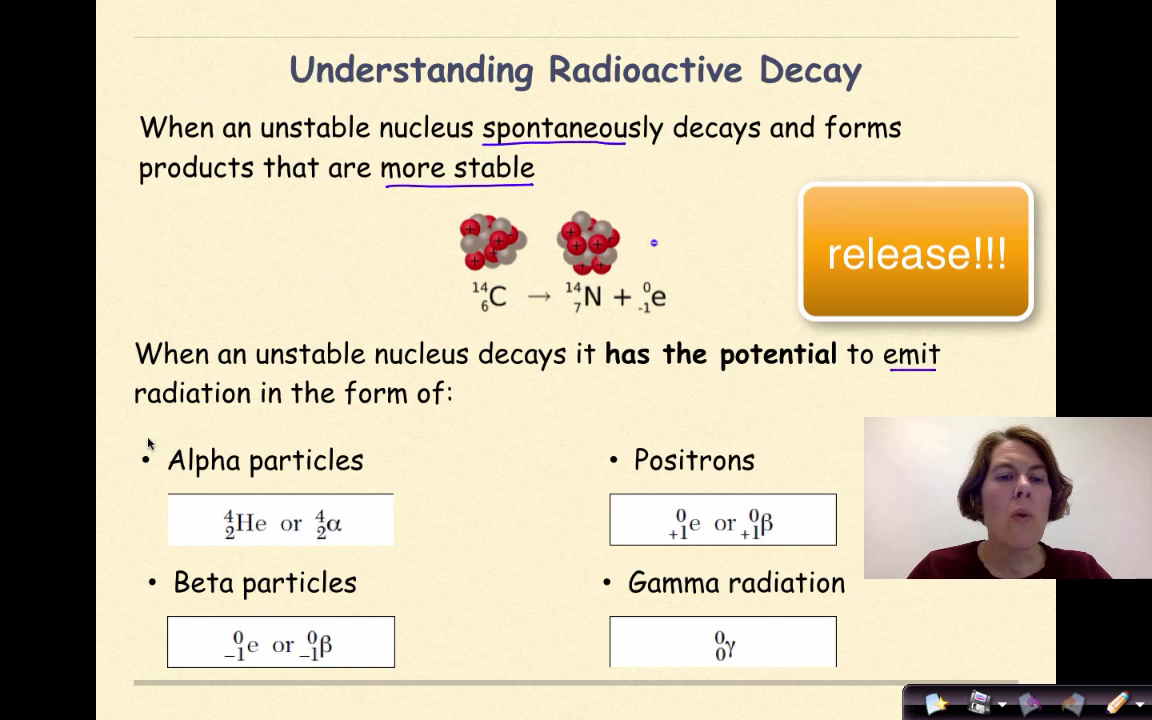 Understanding Radioactive Decay
When an unstable nucleus spontaneously decays and forms
products that are more stable
release!!!
¹⁴₆C → ¹⁴₇N + ⁰₋₁e
When an unstable nucleus decays it has the potential to emit
radiation in the form of:
• Alpha particles
⁴₂He or ⁴₂α
• Positrons
⁰₊₁e or ⁰₊₁β
• Beta particles
⁰₋₁e or ⁰₋₁β
• Gamma radiation
⁰₀γ